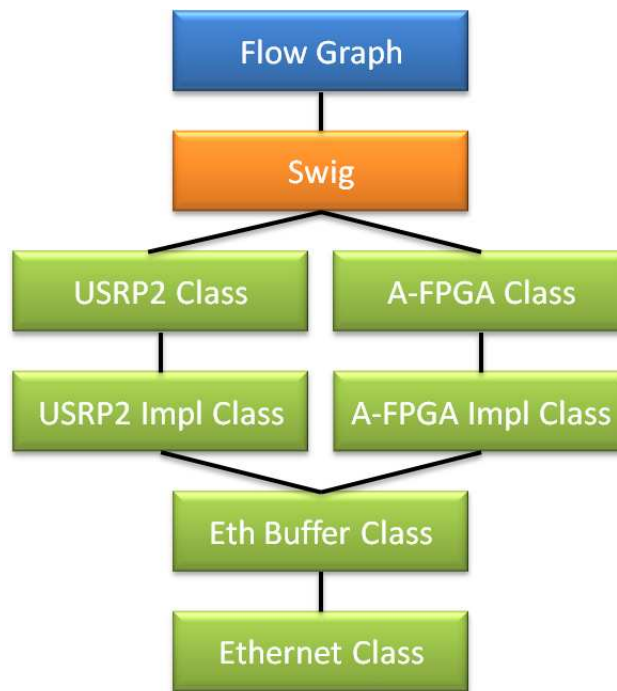 Flow Graph
Swig
USRP2 Class
A-FPGA Class
USRP2 Impl Class
A-FPGA Impl Class
Eth Buffer Class
Ethernet Class